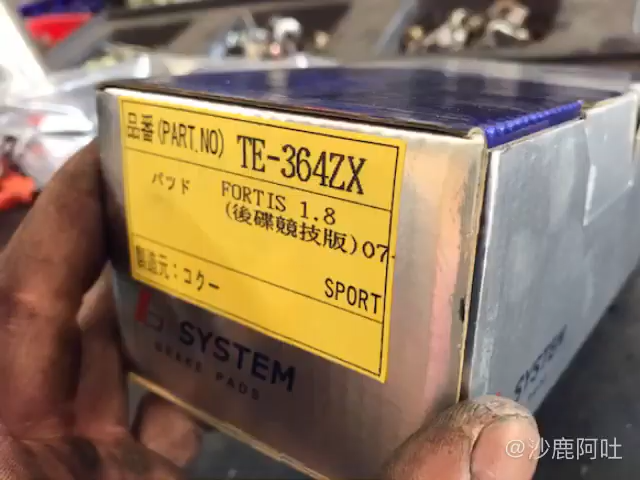 品番(PART.NO) TE-364ZX
パッド FORTIS 1.8
(後碟競技版)07-
製造元:コクー
SPORT
SYSTEM
BRAKE PADS
SYSTEM
@沙鹿阿吐